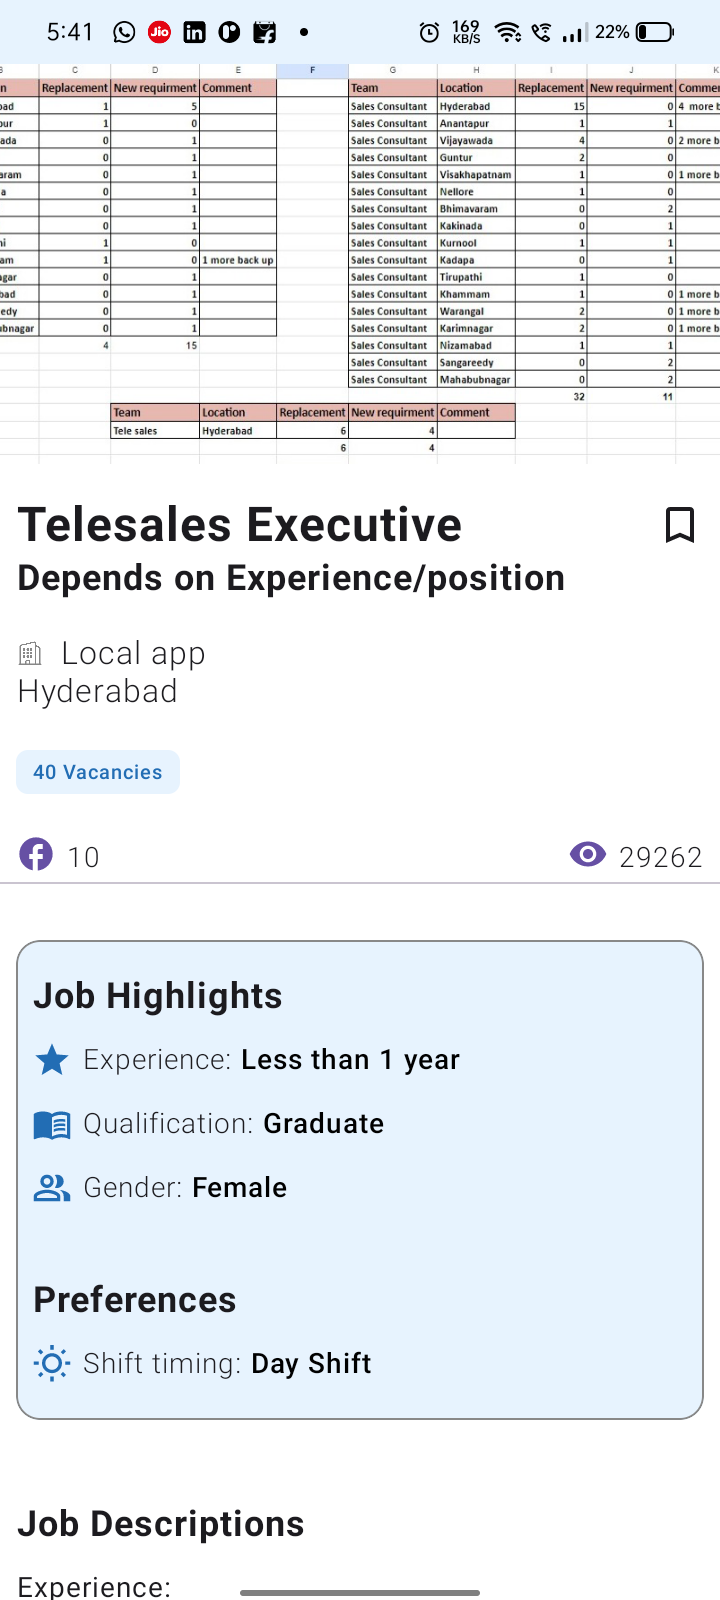 5:41 Jio in 169 KB/S 22%
B C D E F G H I J K
n Replacement New requirment Comment Team Location Replacement New requirment Comme
bad 1 5 Sales Consultant Hyderabad 15 0 4 more b
pur 1 0 Sales Consultant Anantapur 1 1
ada 0 1 Sales Consultant Vijayawada 4 0 2 more b
0 1 Sales Consultant Guntur 2 0
aram 0 1 Sales Consultant Visakhapatnam 1 0 1 more b
a 0 1 Sales Consultant Nellore 1 0
0 1 Sales Consultant Bhimavaram 0 2
0 1 Sales Consultant Kakinada 0 1
hi 1 0 Sales Consultant Kurnool 1 1
am 1 0 1 more back up Sales Consultant Kadapa 0 1
agar 0 1 Sales Consultant Tirupathi 1 0
bad 0 1 Sales Consultant Khammam 1 0 1 more b
edy 0 1 Sales Consultant Warangal 2 0 1 more b
ubnagar 0 1 Sales Consultant Karimnagar 2 0 1 more b
4 15 Sales Consultant Nizamabad 1 1
Sales Consultant Sangareedy 0 2
Sales Consultant Mahabubnagar 0 2
32 11
Team Location Replacement New requirment Comment
Tele sales Hyderabad 6 4
6 4
Telesales Executive
Depends on Experience/position
Local app
Hyderabad
40 Vacancies
10 29262
Job Highlights
Experience: Less than 1 year
Qualification: Graduate
Gender: Female
Preferences
Shift timing: Day Shift
Job Descriptions
Experience: